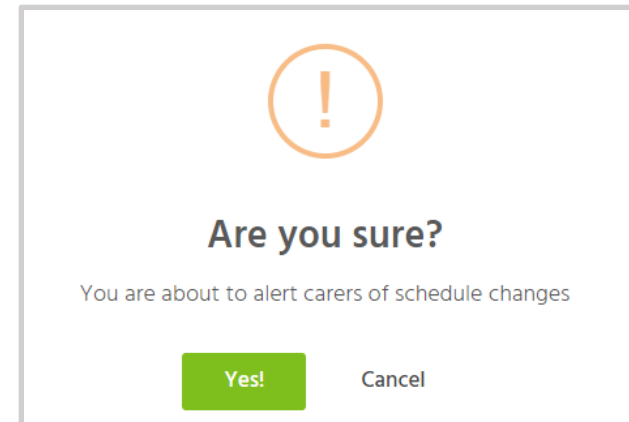 !
Are you sure?
You are about to alert carers of schedule changes
Yes!
Cancel